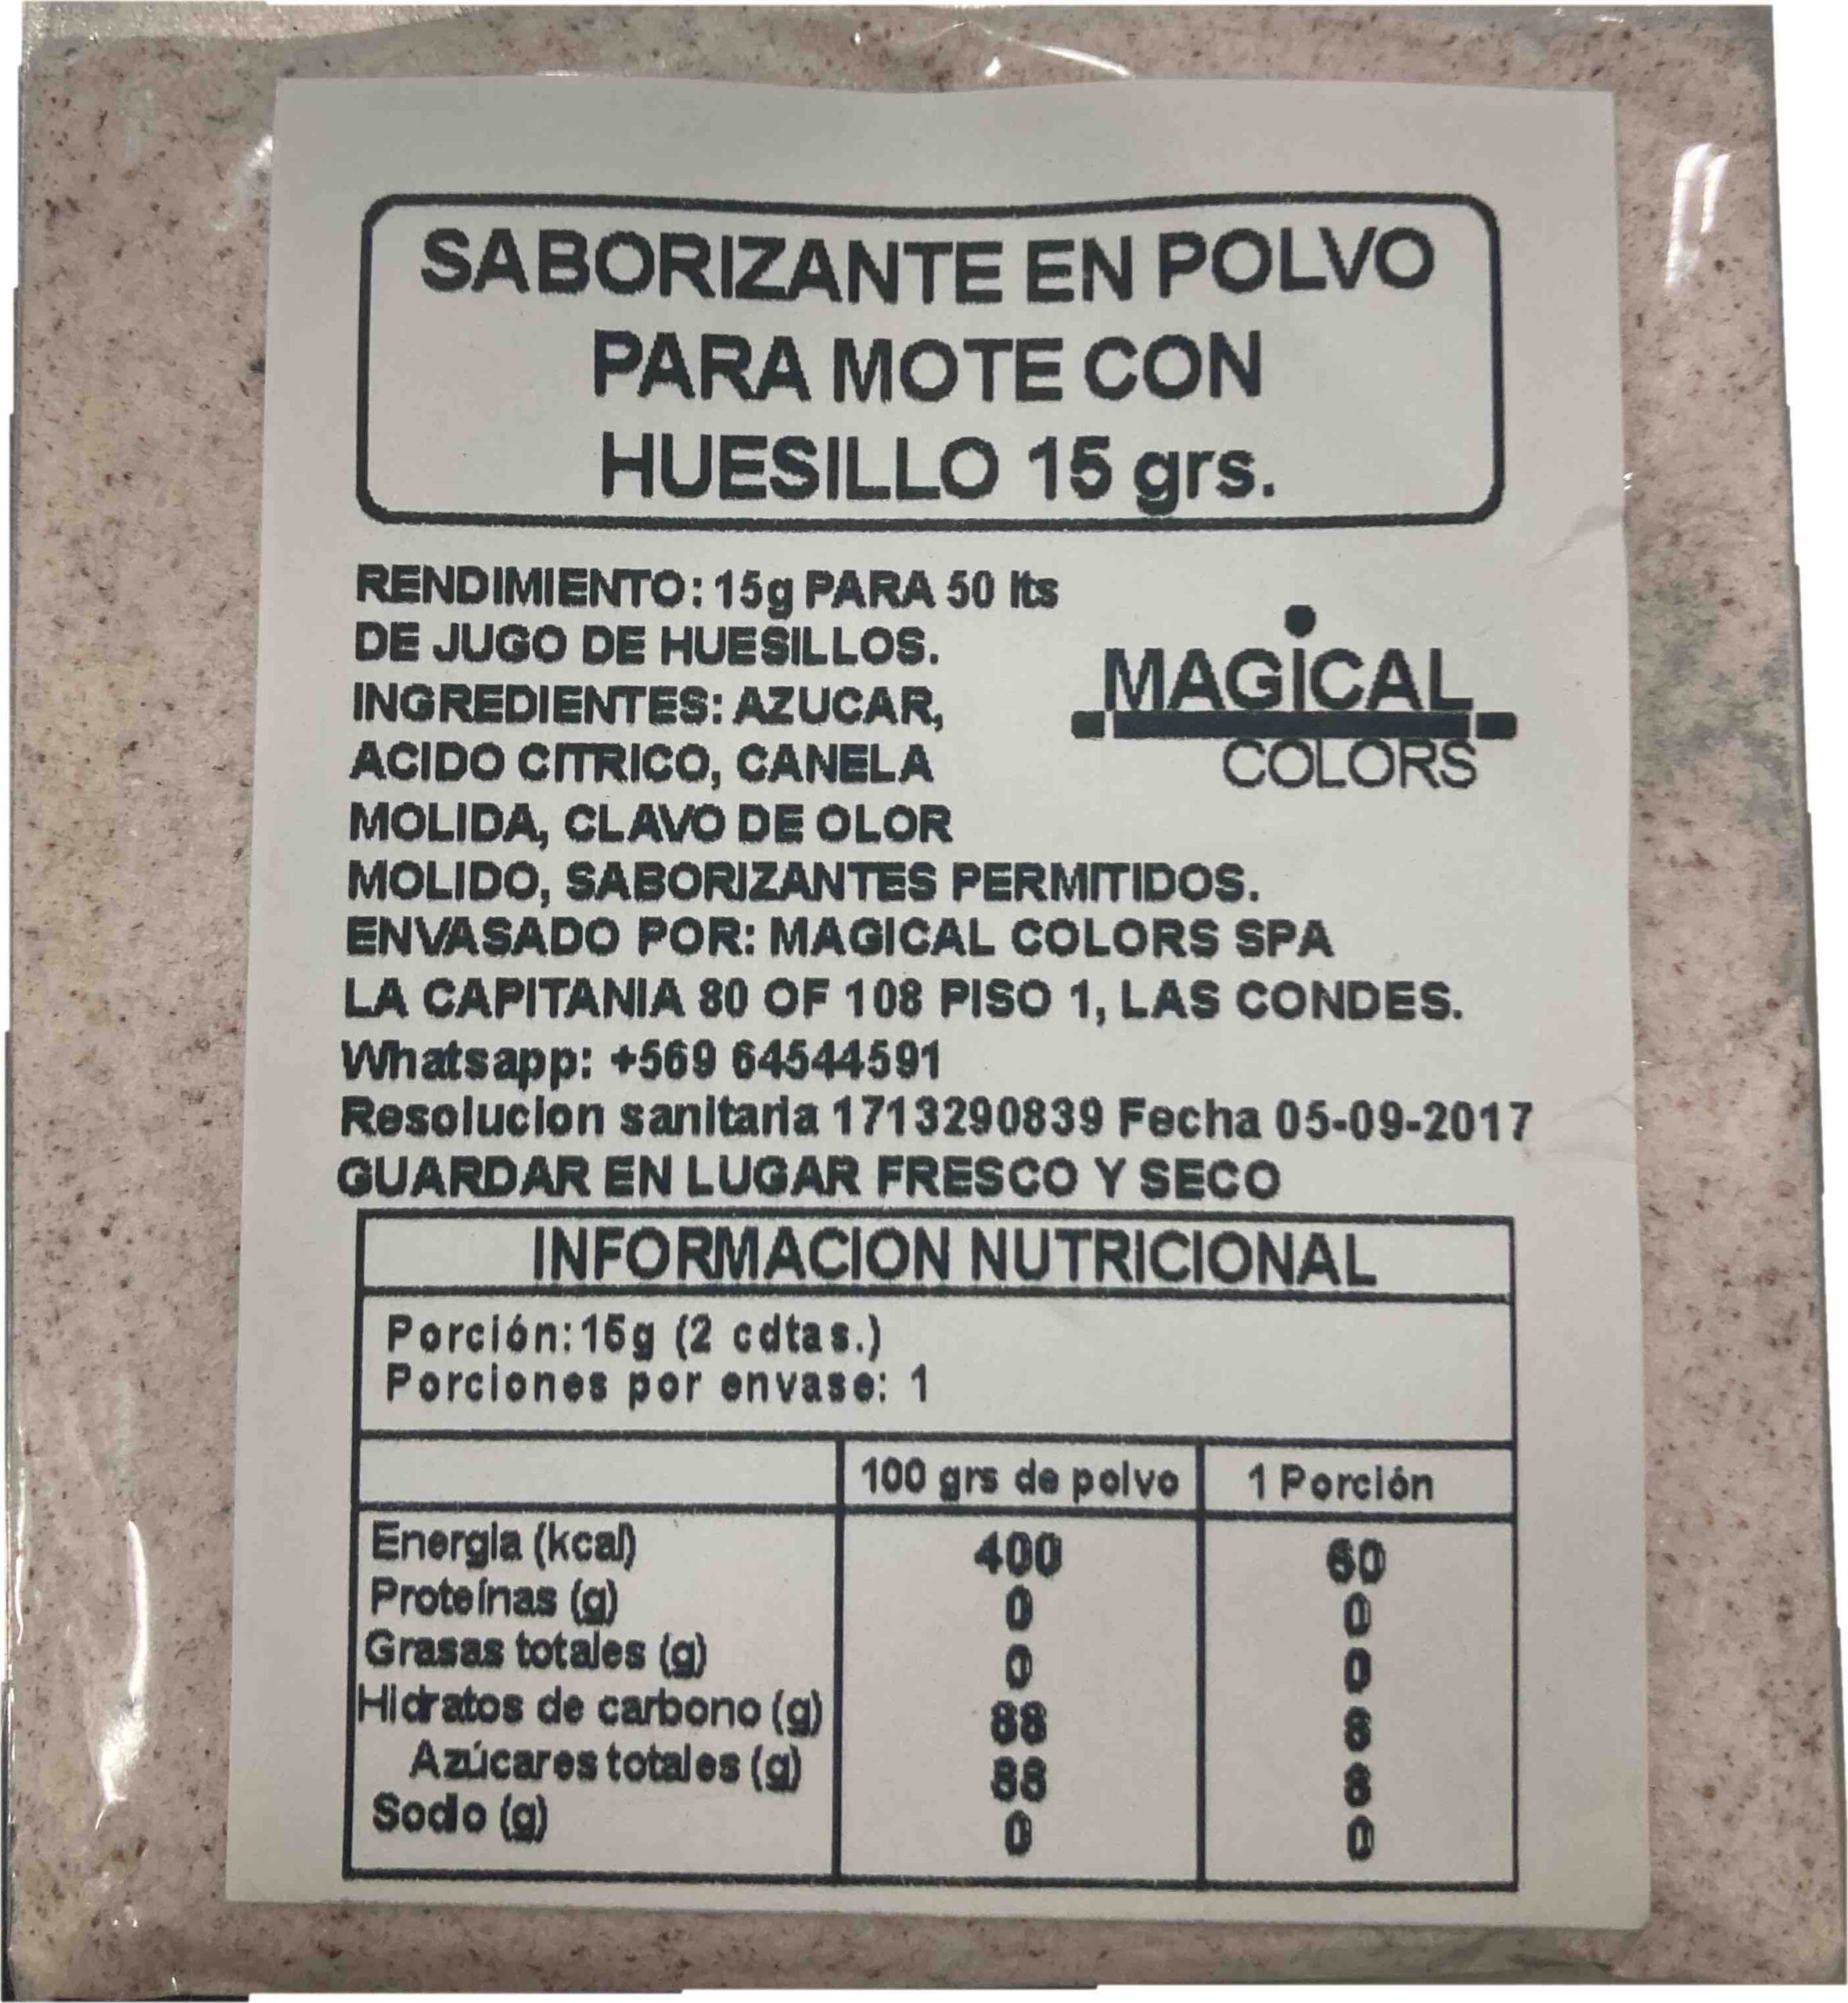 SABORIZANTE EN POLVO
PARA MOTE CON
HUESILLO 15 grs.
RENDIMIENTO: 15g PARA 50 lts
DE JUGO DE HUESILLOS.
INGREDIENTES: AZUCAR,
ACIDO CITRICO, CANELA
MOLIDA, CLAVO DE OLOR
MOLIDO, SABORIZANTES PERMITIDOS.
MAGICAL
COLORS
ENVASADO POR: MAGICAL COLORS SPA
LA CAPITANIA 80 OF 108 PISO 1, LAS CONDES.
Whatsapp: +569 64544591
Resolucion sanitaria 1713290839 Fecha 05-09-2017
GUARDAR EN LUGAR FRESCO Y SECO
INFORMACION NUTRICIONAL
Porción: 15g (2 cdtas.)
Porciones por envase: 1
100 grs de polvo 1 Porción
Energia (kcal) 400 60
Proteínas (g) 0 0
Grasas totales (g) 0 0
Hidratos de carbono (g) 88 8
Azúcares totales (g) 88 8
Sodio (g) 0 0